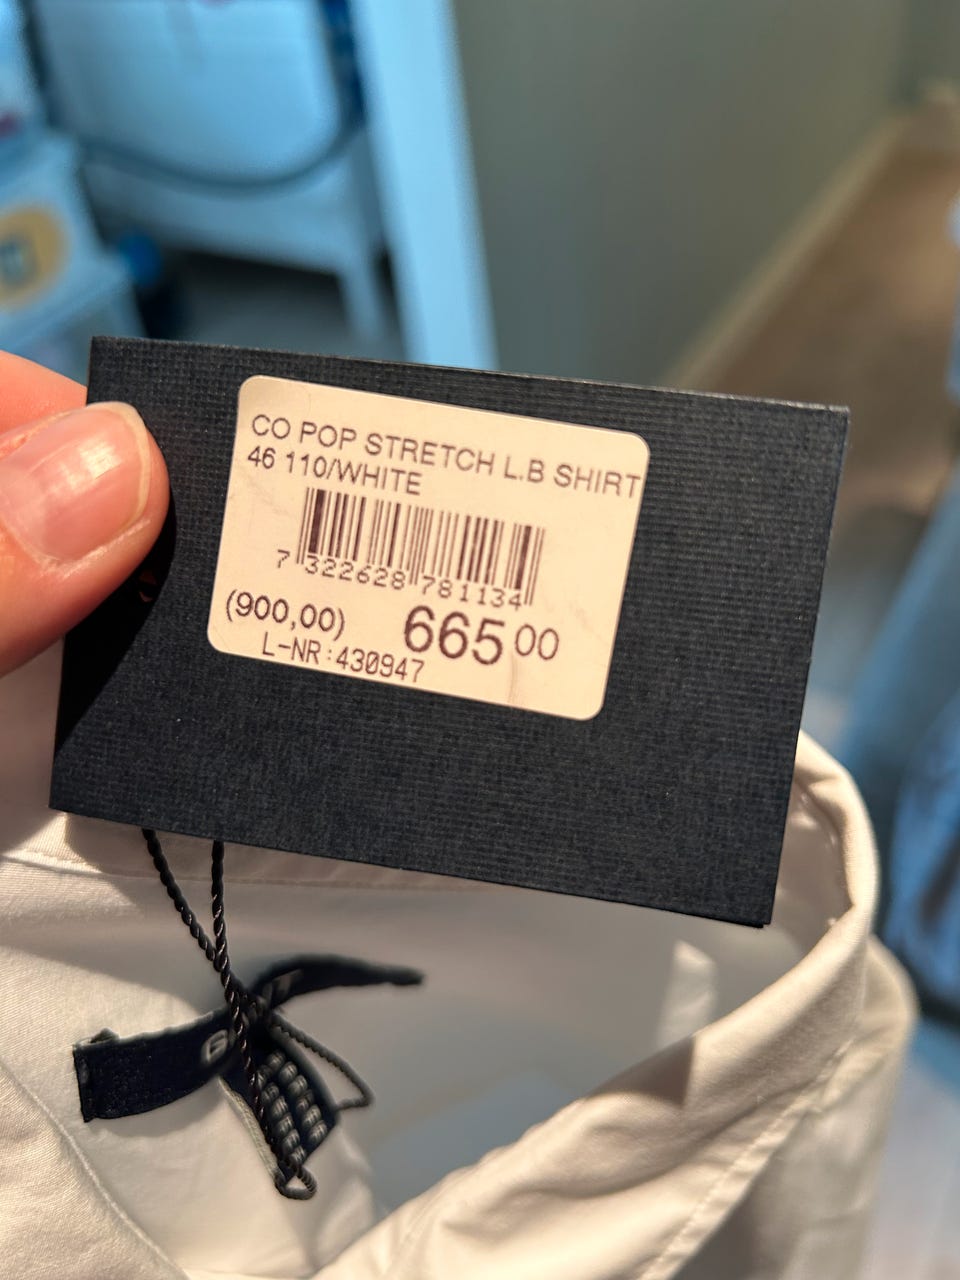 CO POP STRETCH L.B SHIRT
46 110/WHITE
7 322628 781134
(900,00) 665 00
L-NR:430947